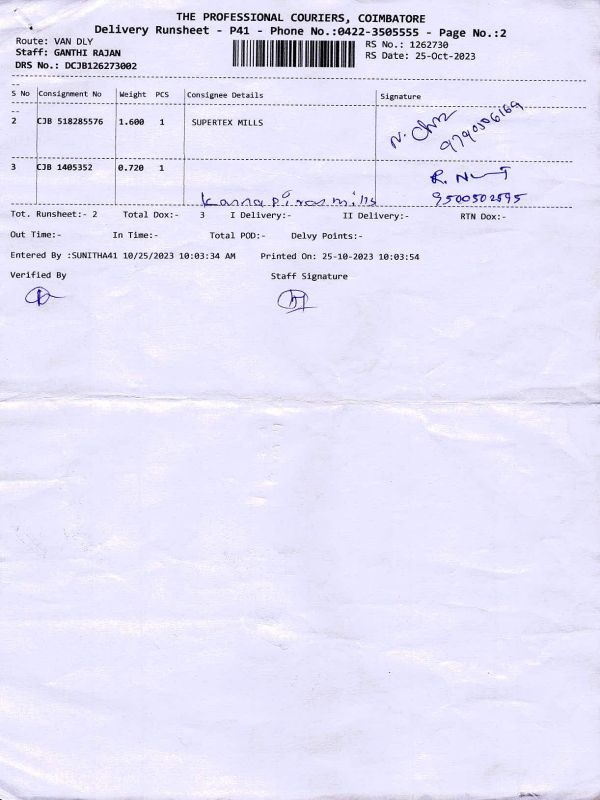 THE PROFESSIONAL COURIERS, COIMBATORE
Delivery Runsheet - P41 - Phone No.:0422-3505555 - Page No.:2
Route: VAN DLY
Staff: GANTHI RAJAN
DRS No.: DCJB126273002
RS No.: 1262730
RS Date: 25-Oct-2023
S No Consignment No Weight PCS Consignee Details Signature
2 CJB 518285576 1.600 1 SUPERTEX MILLS
9790506169
3 CJB 1405352 0.720 1
9500502595
Tot. Runsheet:- 2 Total Dox:- 3 I Delivery:- II Delivery:- RTN Dox:-
Out Time:- In Time:- Total POD:- Delvy Points:-
Entered By :SUNITHA41 10/25/2023 10:03:34 AM Printed On: 25-10-2023 10:03:54
Verified By Staff Signature